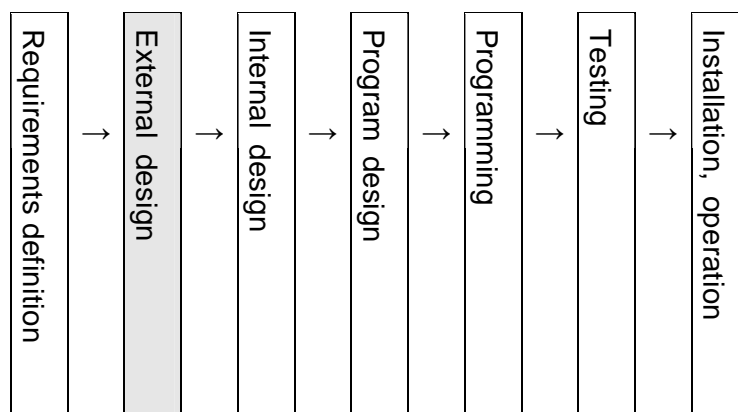 Requirements definition
→
External design
→
Internal design
→
Program design
→
Programming
→
Testing
→
Installation, operation